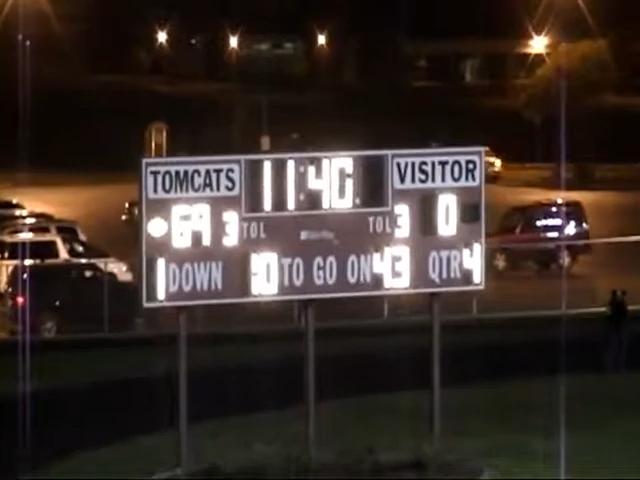 TOMCATS 11:40 VISITOR
69 3 TOL TOL 3 0
1 DOWN 10 TO GO ON 43 QTR 4